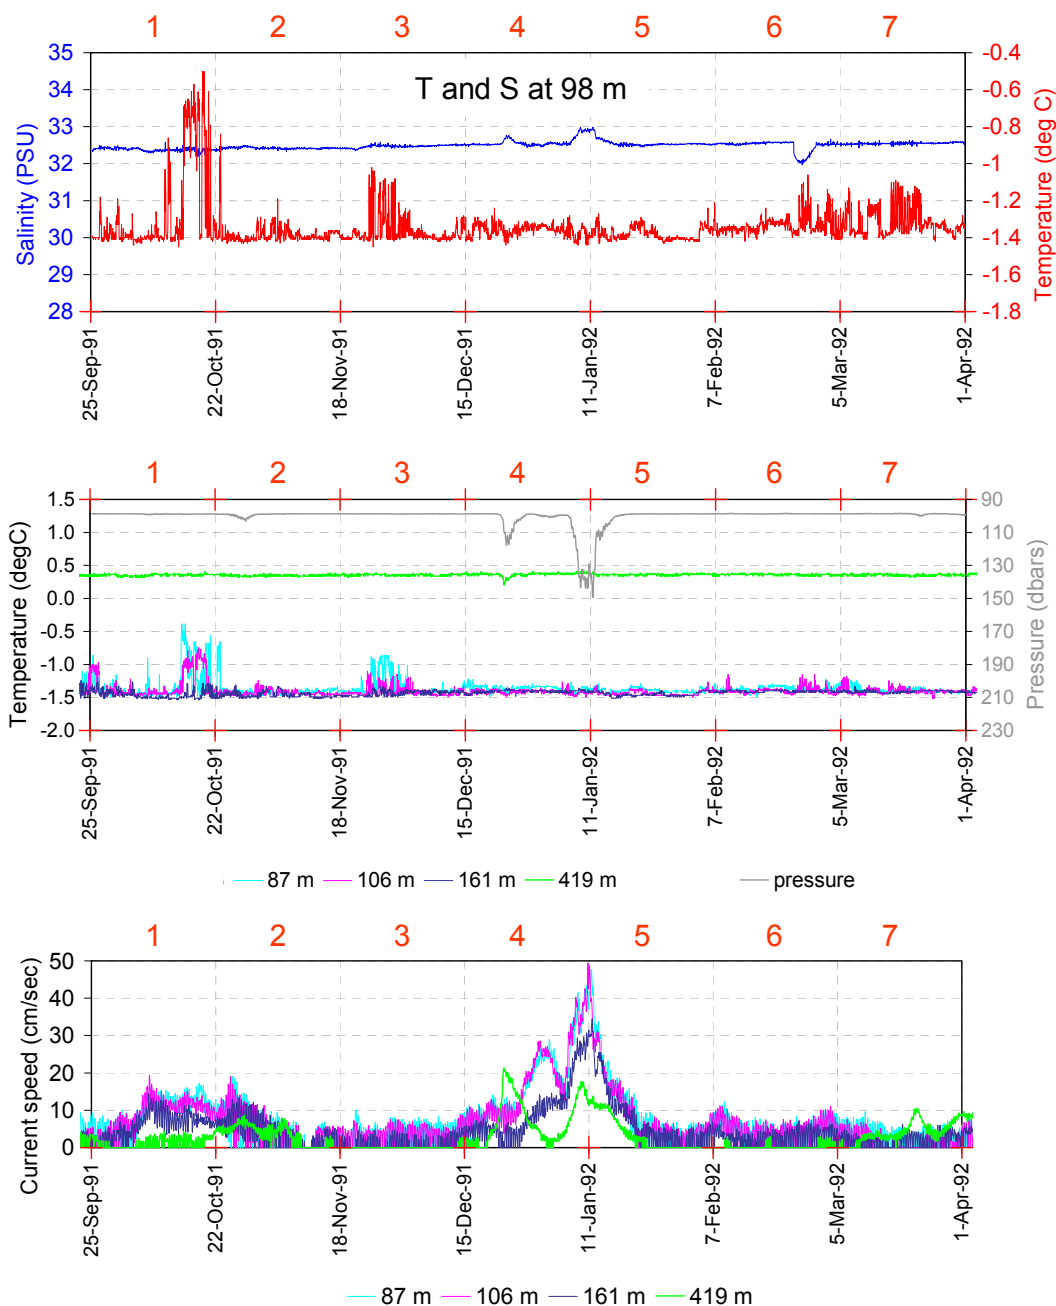 1 2 3 4 5 6 7
T and S at 98 m
Salinity (PSU)
35
34
33
32
31
30
29
28
-0.4
-0.6
-0.8
-1
-1.2
-1.4
-1.6
-1.8
Temperature (deg C)
25-Sep-91 22-Oct-91 18-Nov-91 15-Dec-91 11-Jan-92 7-Feb-92 5-Mar-92 1-Apr-92
1 2 3 4 5 6 7
Temperature (degC)
1.5
1.0
0.5
0.0
-0.5
-1.0
-1.5
-2.0
90
110
130
150
170
190
210
230
Pressure (dbars)
25-Sep-91 22-Oct-91 18-Nov-91 15-Dec-91 11-Jan-92 7-Feb-92 5-Mar-92 1-Apr-92
87 m 106 m 161 m 419 m pressure
1 2 3 4 5 6 7
Current speed (cm/sec)
50
40
30
20
10
0
25-Sep-91 22-Oct-91 18-Nov-91 15-Dec-91 11-Jan-92 7-Feb-92 5-Mar-92 1-Apr-92
87 m 106 m 161 m 419 m